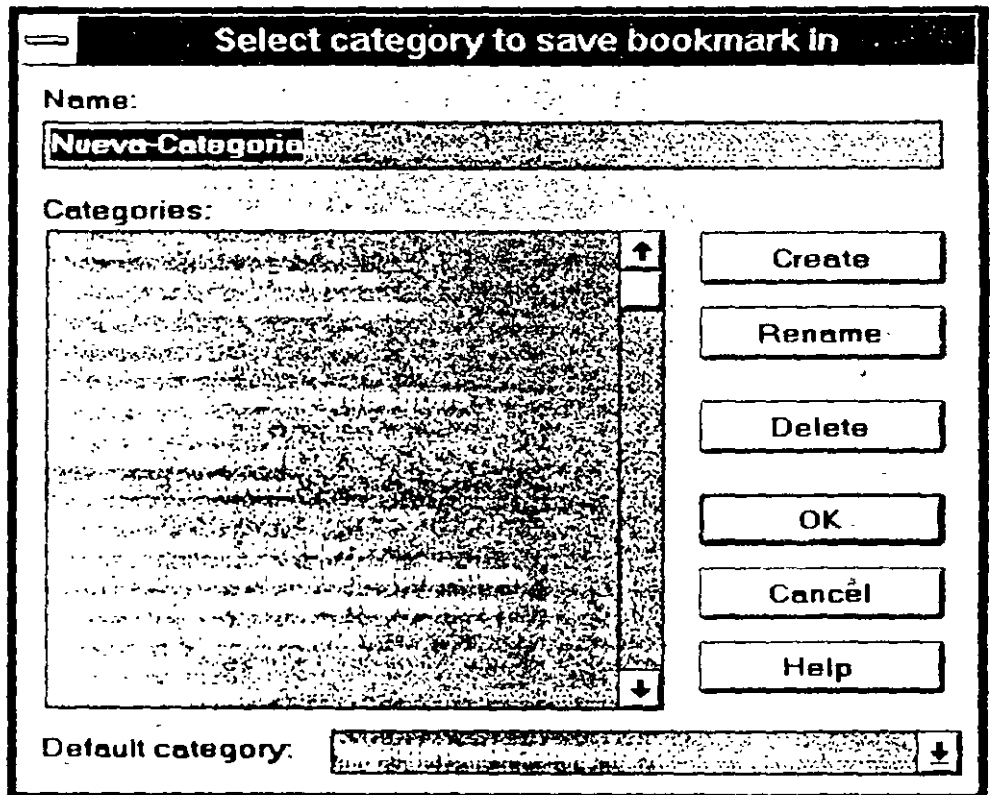 Select category to save bookmark in
Name:
Nueva-Categoria
Categories:
Create
Rename
Delete
OK
Cancel
Help
Default category: